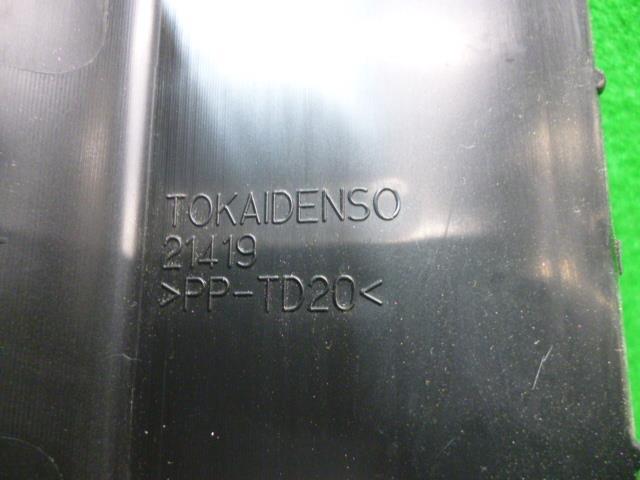 TOKAIDENSO
21419
>PP-TD20<